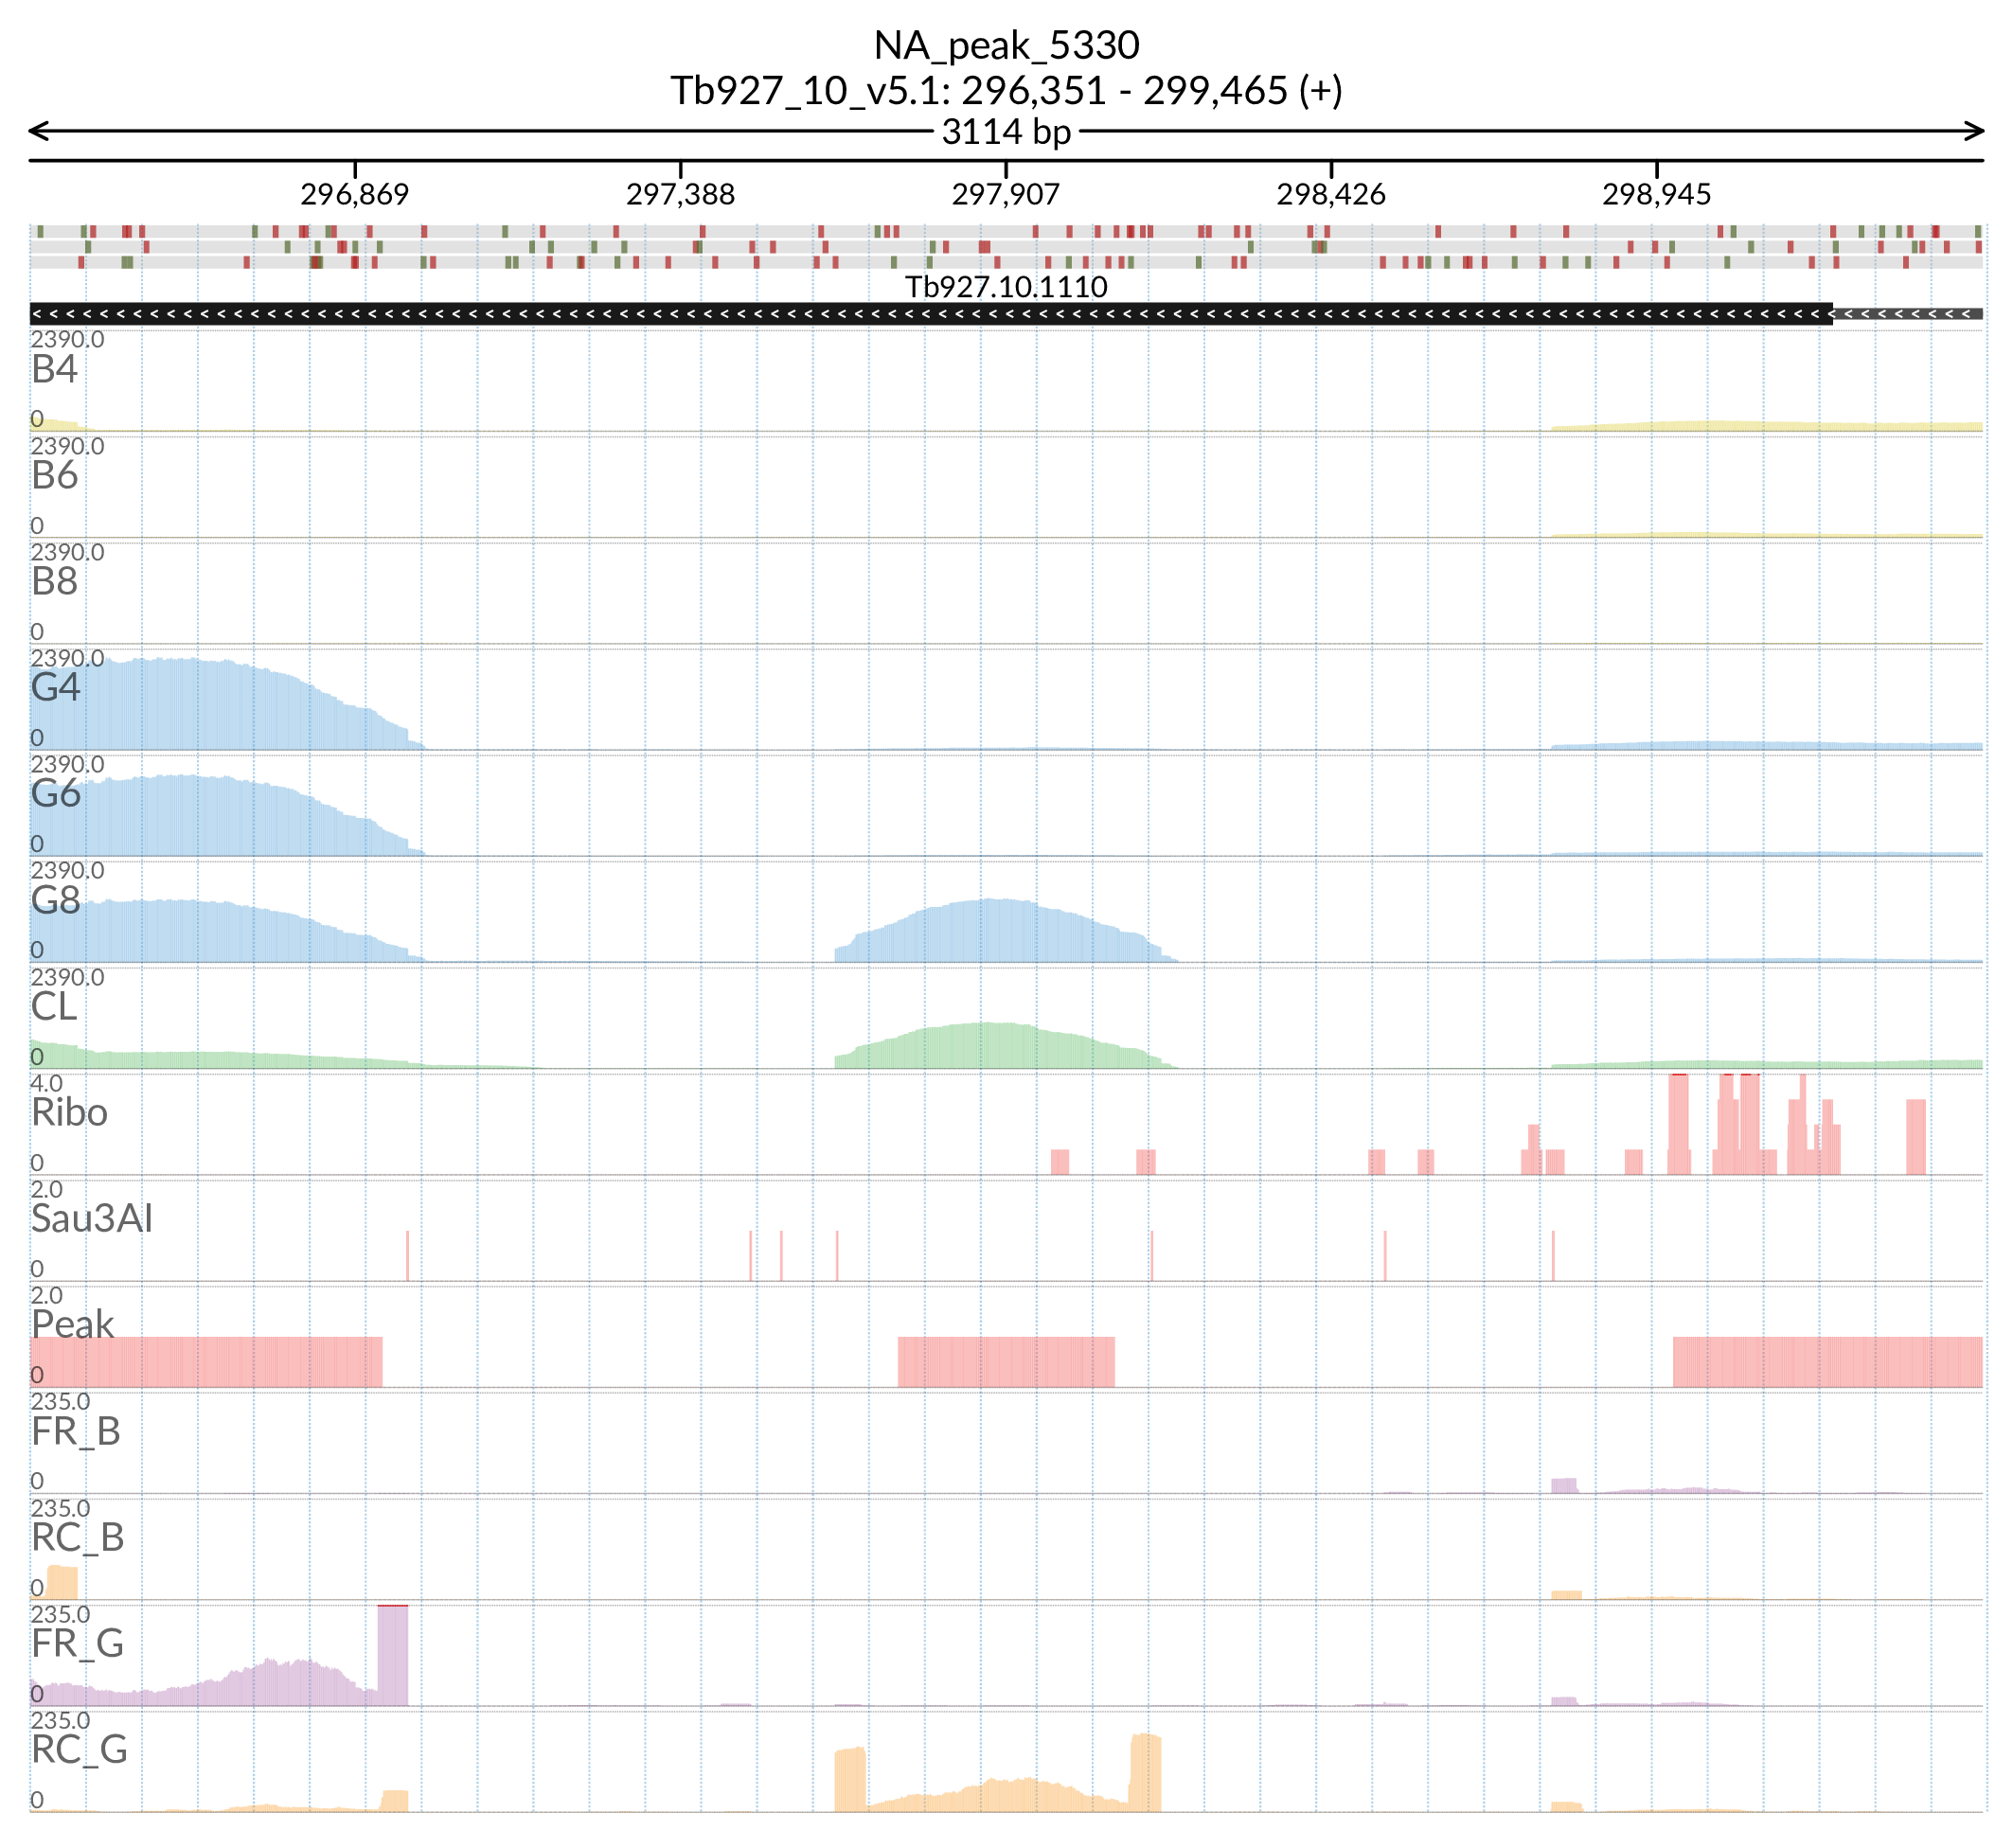 NA_peak_5330
Tb927_10_v5.1: 296,351 - 299,465 (+)
3114 bp
296,869 297,388 297,907 298,426 298,945
Tb927.10.1110
2390.0
B4
0
2390.0
B6
0
2390.0
B8
0
2390.0
G4
0
2390.0
G6
0
2390.0
G8
0
2390.0
CL
0
4.0
Ribo
0
2.0
Sau3AI
0
2.0
Peak
0
235.0
FR_B
0
235.0
RC_B
0
235.0
FR_G
0
235.0
RC_G
0